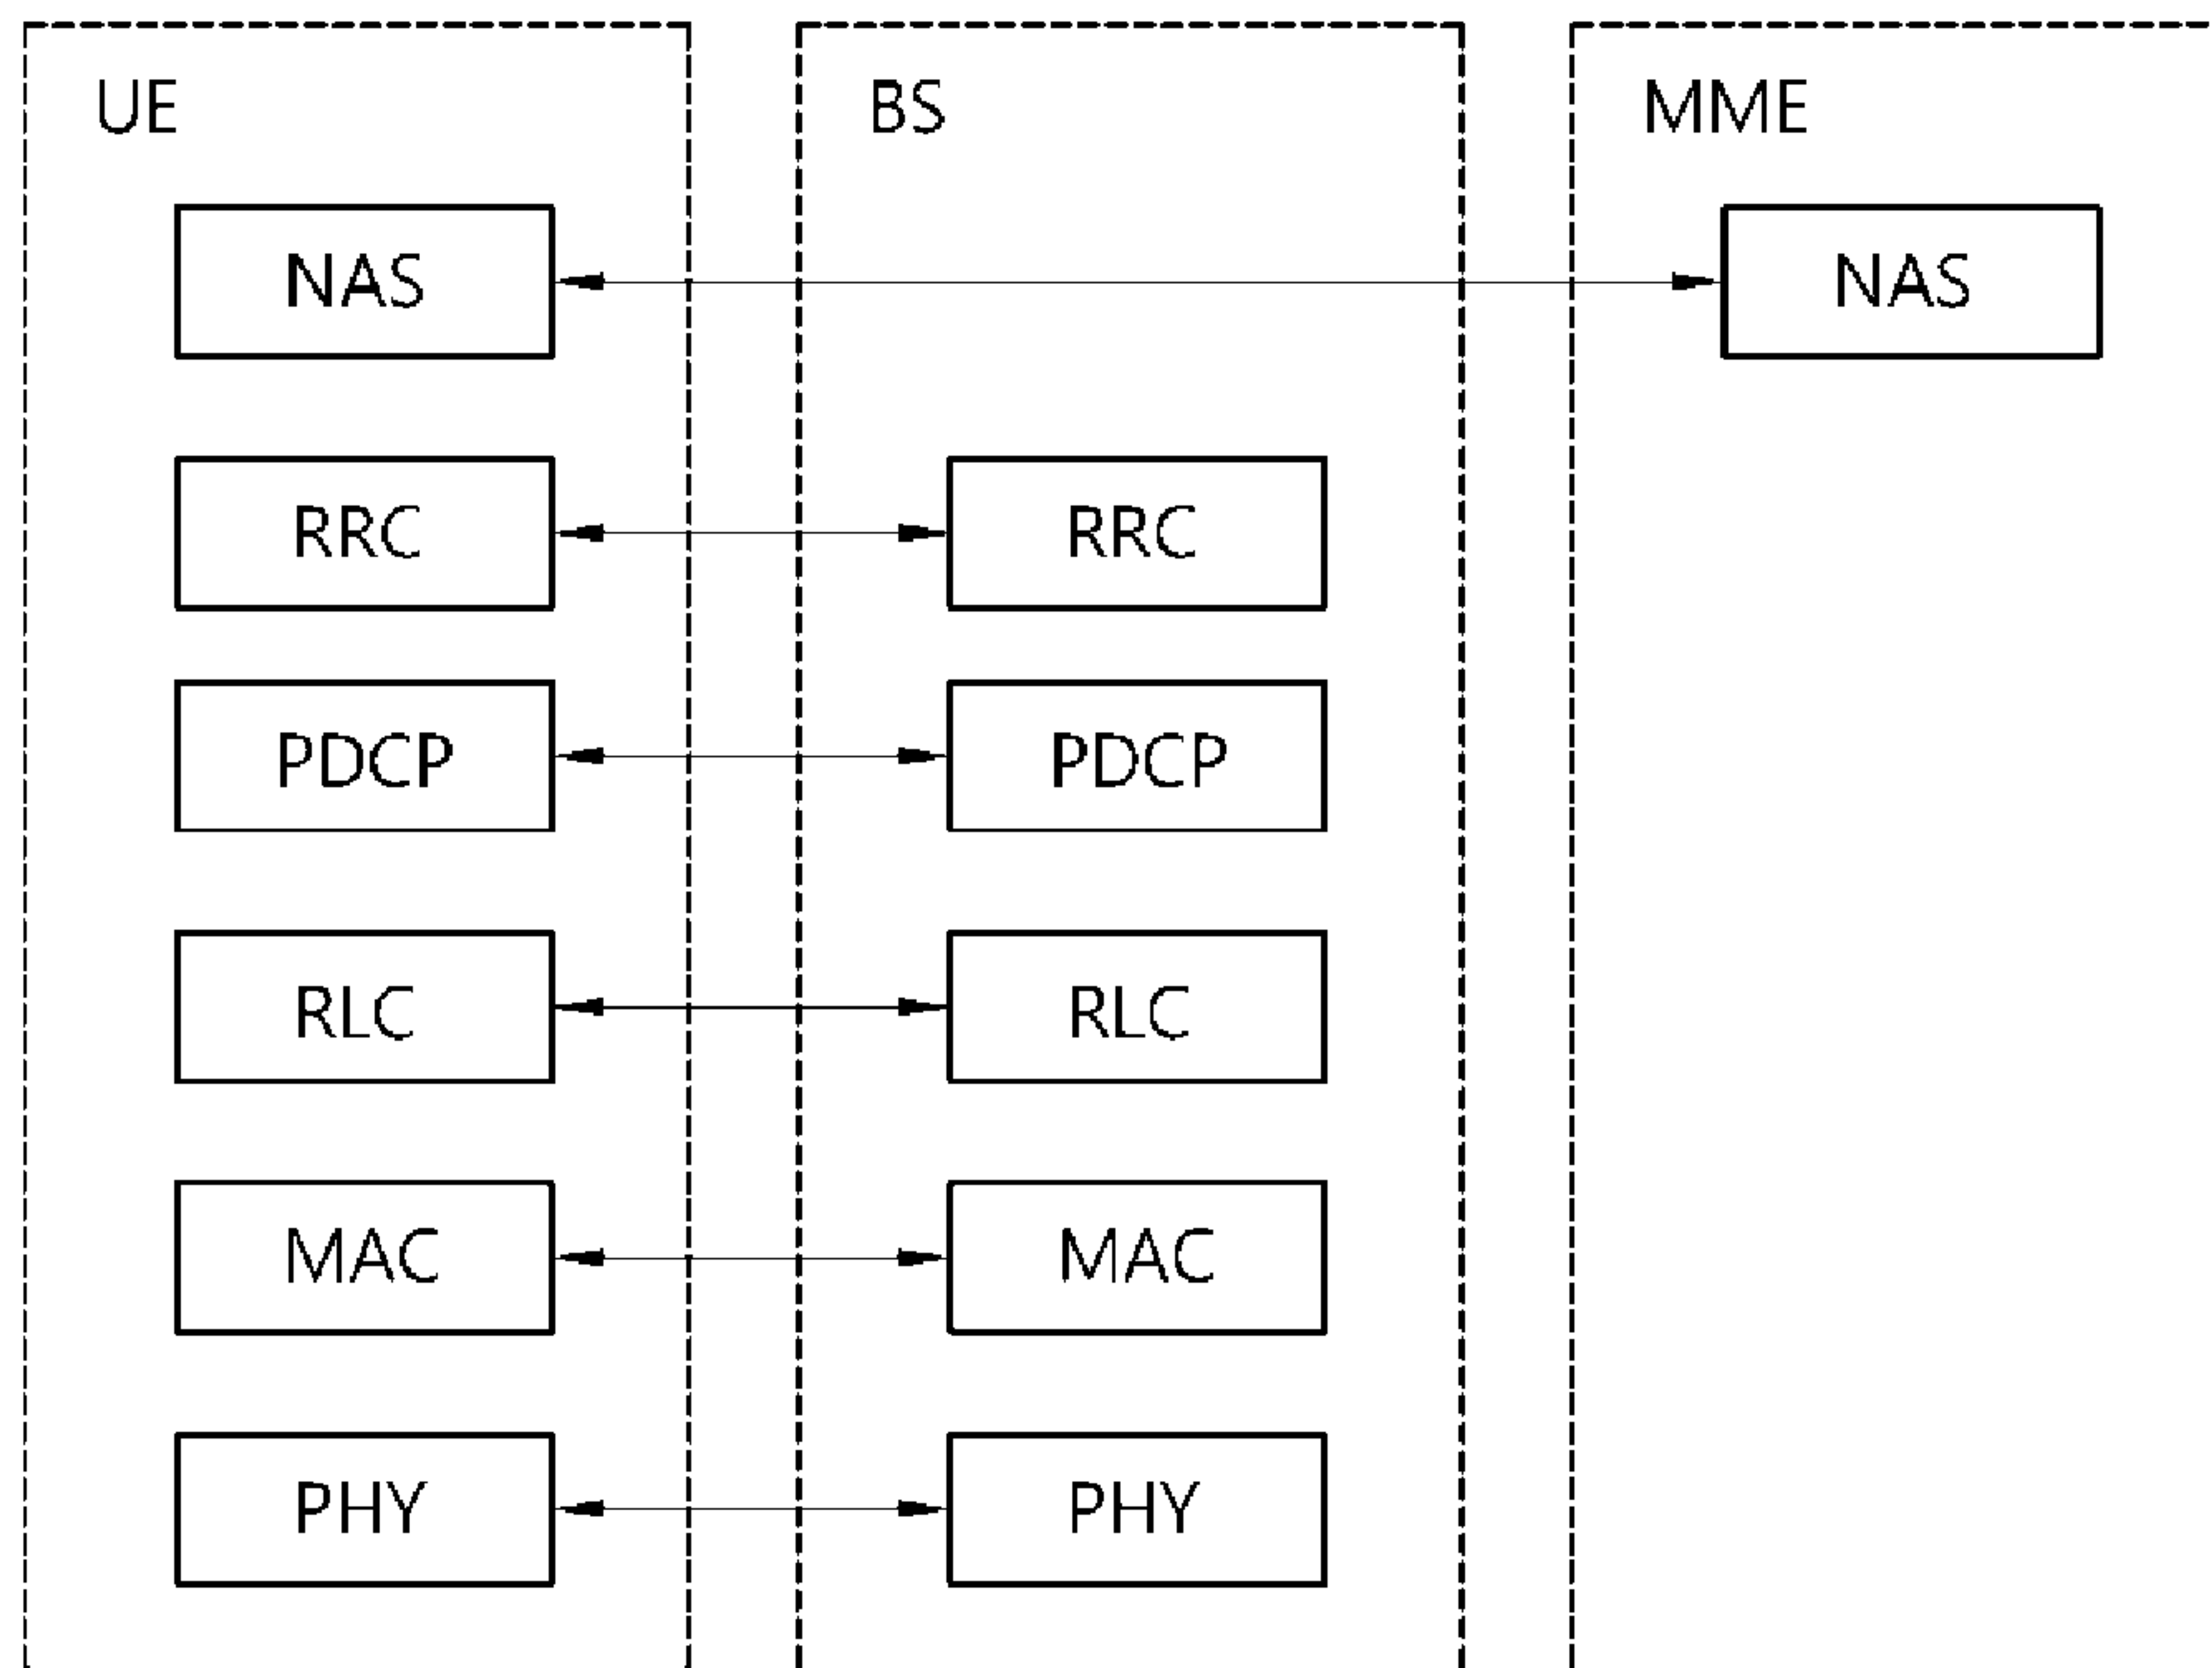 UE BS MME
NAS NAS
RRC RRC
PDCP PDCP
RLC RLC
MAC MAC
PHY PHY